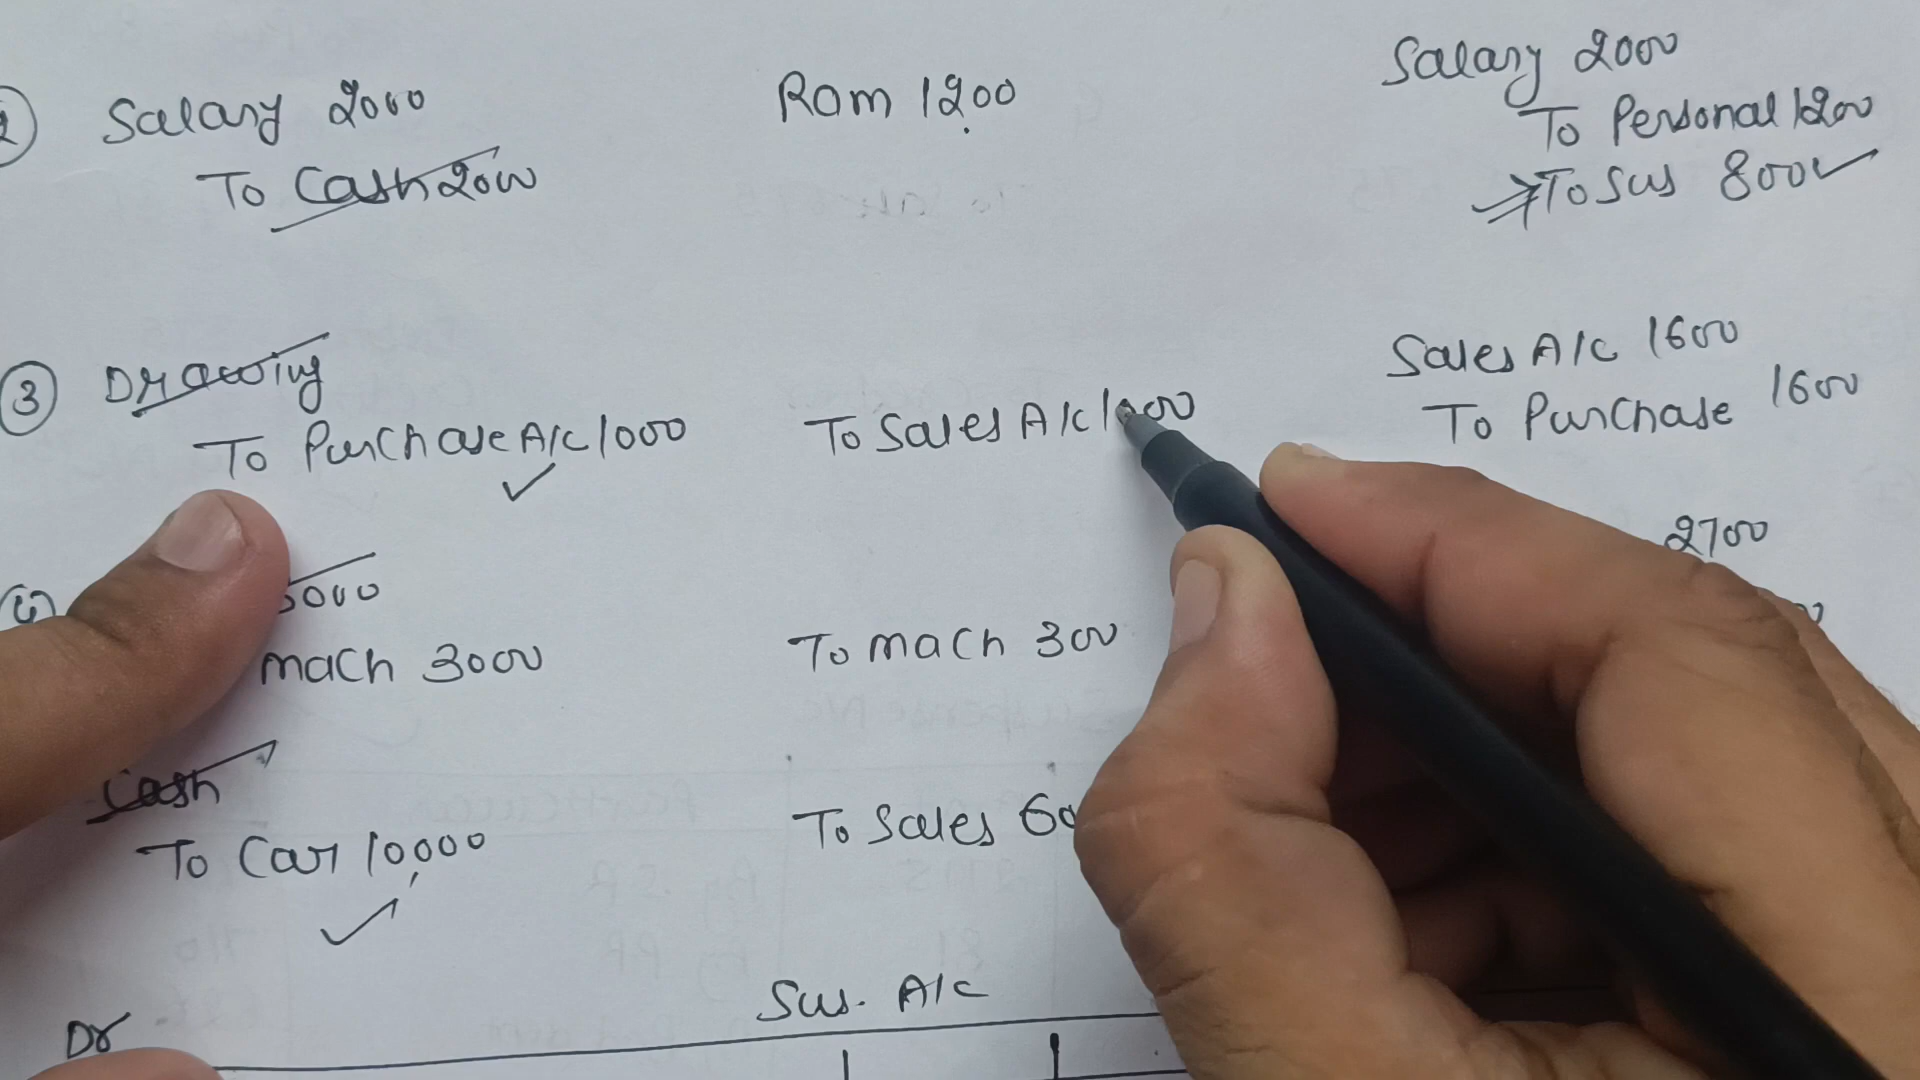 Salary 2000
To Cash 2000
Ram 1200
Salary 2000
To Personal 1200
To Sus 800
3 Drawing
To Purchase A/c 1000
To Sales A/c
Sales A/c 1600
To Purchase 1600
2700
mach 3000
To mach 300
Cash
To Car 10,000
To Sales
Sus. A/c
Dr